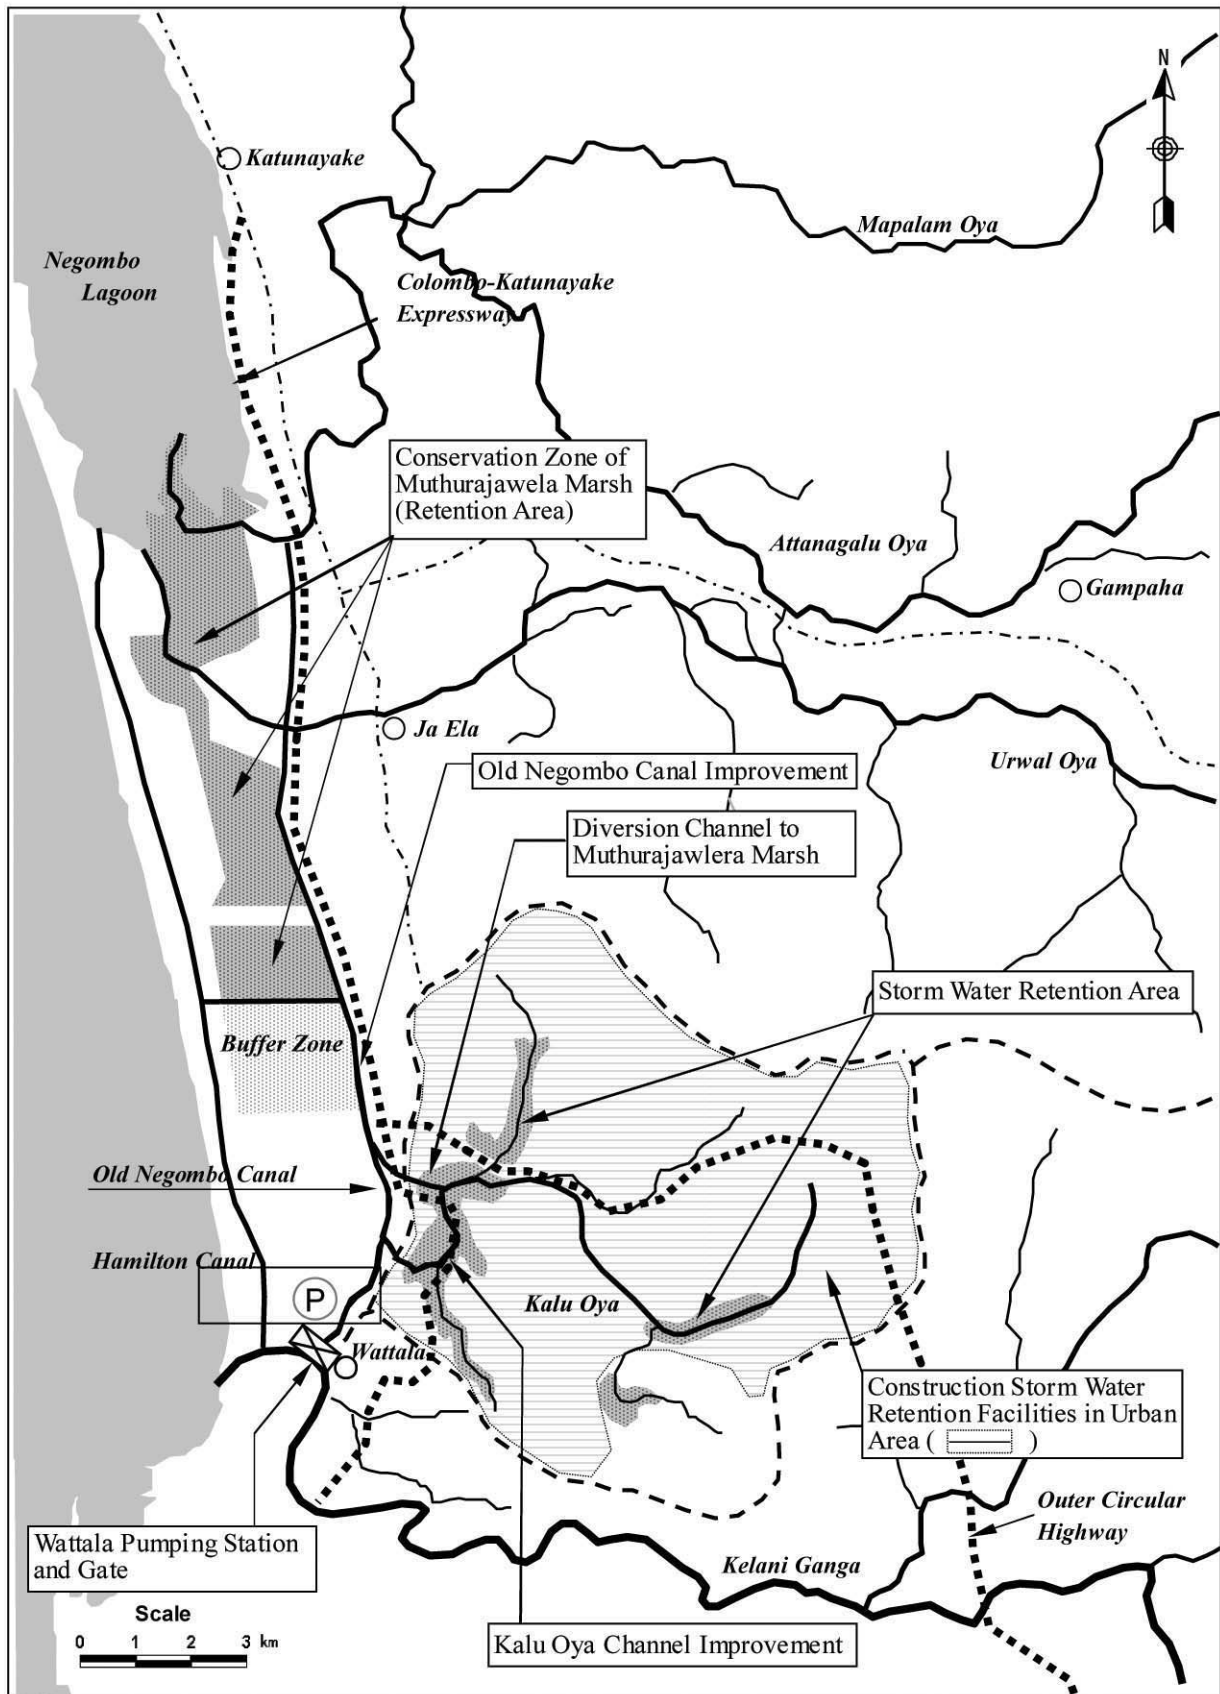 N
Katunayake
Mapalam Oya
Negombo
Lagoon
Colombo-Katunayake
Expressway
Conservation Zone of
Muthurajawela Marsh
(Retention Area)
Attanagalu Oya
Gampaha
Ja Ela
Urwal Oya
Old Negombo Canal Improvement
Diversion Channel to
Muthurajawlera Marsh
Storm Water Retention Area
Buffer Zone
Old Negombo Canal
Hamilton Canal
P
Kalu Oya
Wattala
Construction Storm Water
Retention Facilities in Urban
Area ( )
Outer Circular
Highway
Wattala Pumping Station
and Gate
Kelani Ganga
Scale
0 1 2 3 km
Kalu Oya Channel Improvement